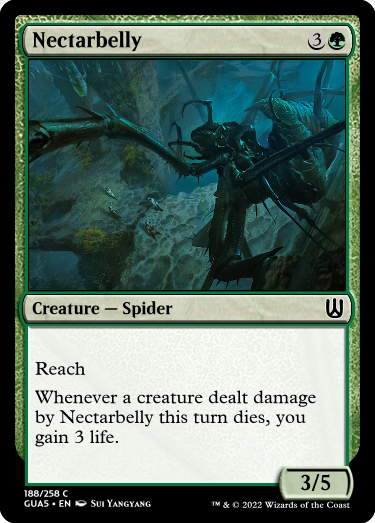 Nectarbelly 3
Creature — Spider
Reach
Whenever a creature dealt damage
by Nectarbelly this turn dies, you
gain 3 life.
3/5
188/258 C
GUA5 • EN Sui Yangyang
™ & © 2022 Wizards of the Coast